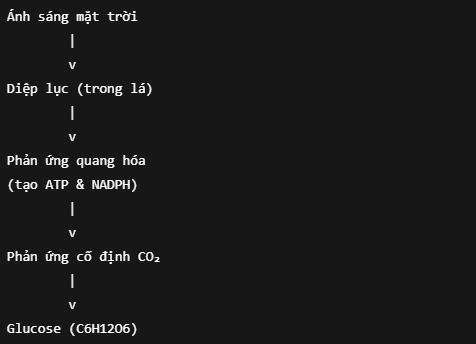 Ánh sáng mặt trời
|
v
Diệp lục (trong lá)
|
v
Phản ứng quang hóa
(tạo ATP & NADPH)
|
v
Phản ứng cố định CO₂
|
v
Glucose (C6H12O6)